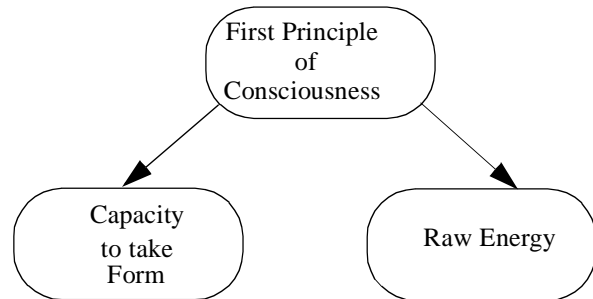 First Principle
of
Consciousness
Capacity
to take
Form
Raw Energy